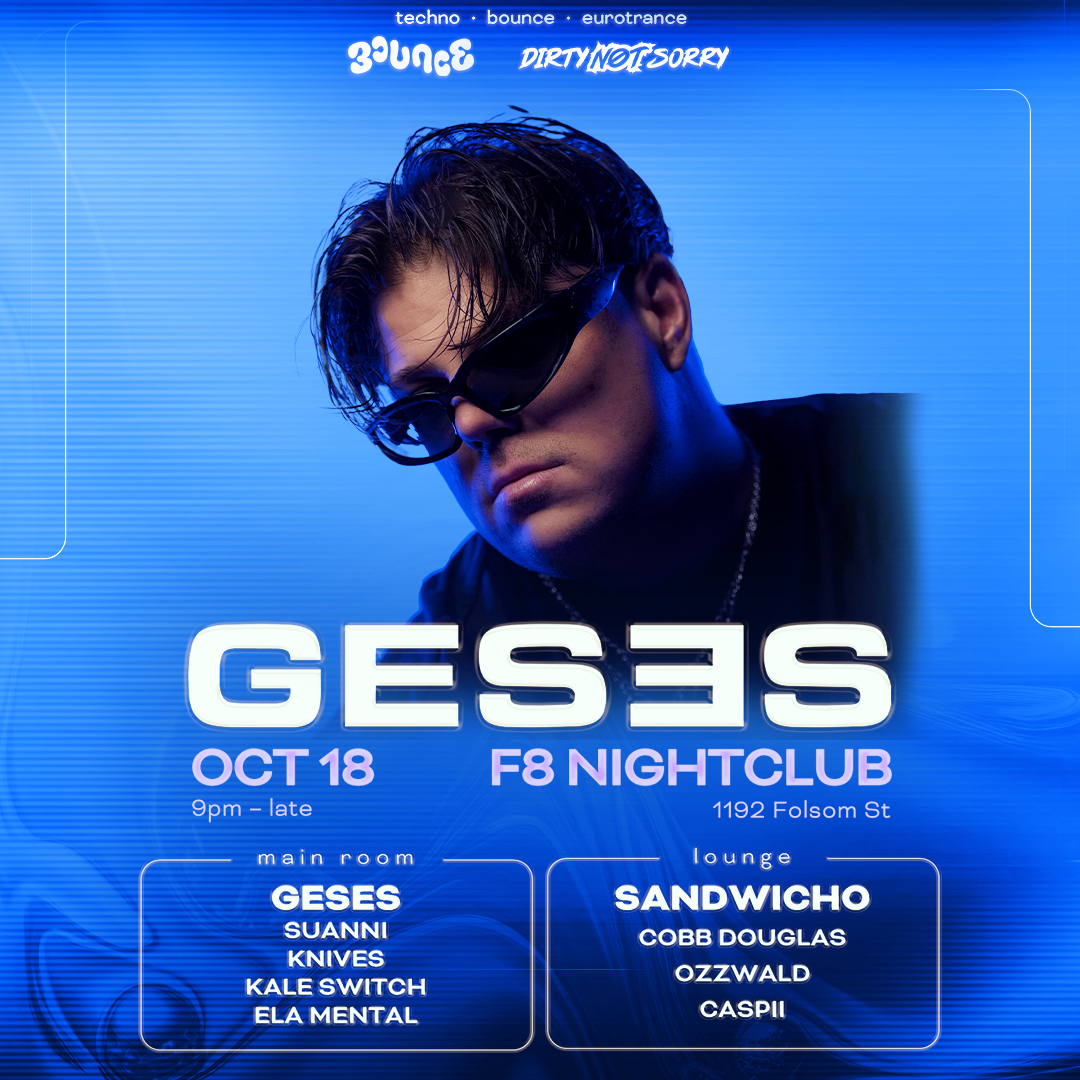 techno · bounce · eurotrance
BOUNCE DIRTY NOT SORRY
GESƎS
OCT 18 F8 NIGHTCLUB
9pm – late 1192 Folsom St
main room
GESES
SUANNI
KNIVES
KALE SWITCH
ELA MENTAL
lounge
SANDWICHO
COBB DOUGLAS
OZZWALD
CASPII